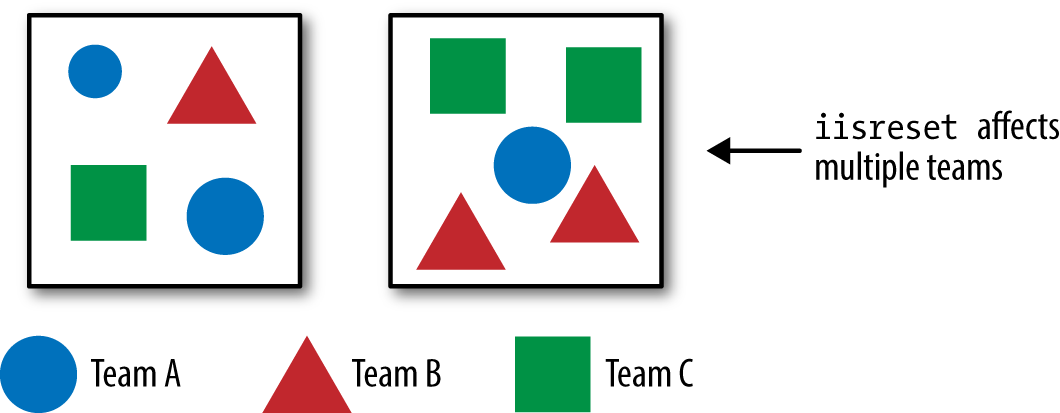 iisreset affects
multiple teams
Team A
Team B
Team C